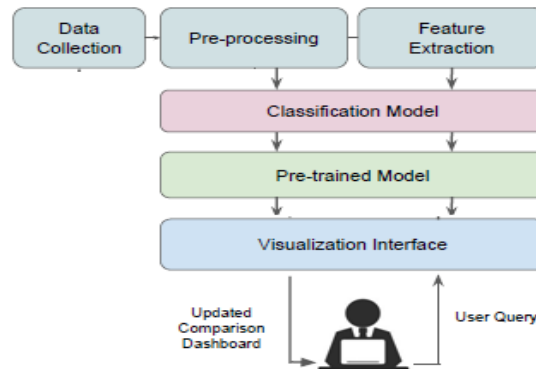 Data
Collection
Pre-processing
Feature
Extraction
Classification Model
Pre-trained Model
Visualization Interface
Updated
Comparison
Dashboard
User Query